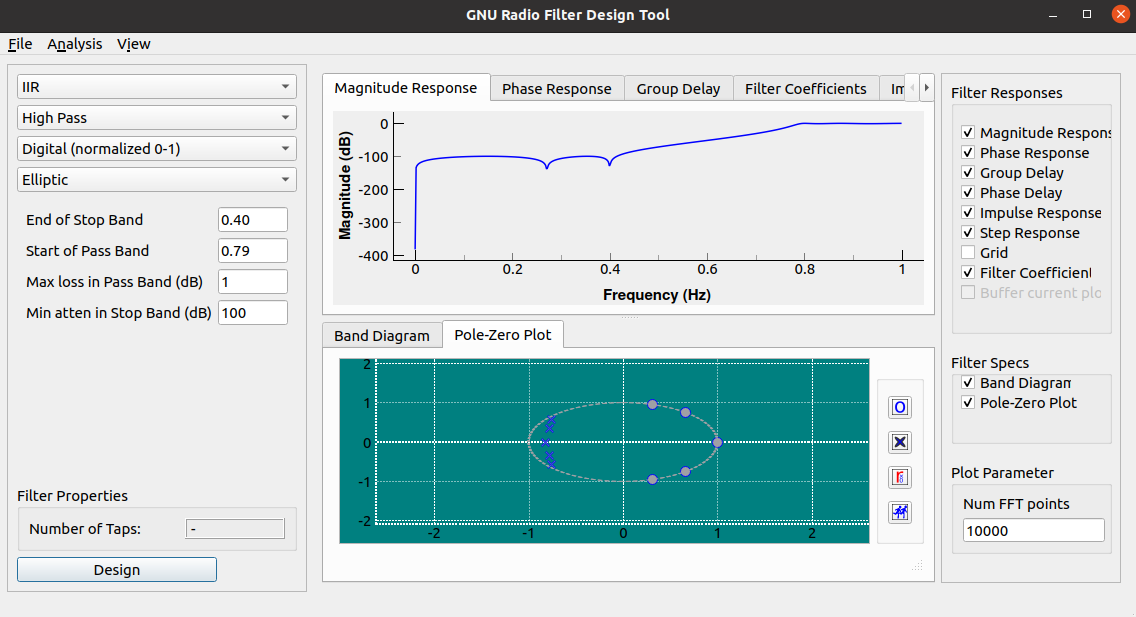 GNU Radio Filter Design Tool
File Analysis View
IIR
High Pass
Digital (normalized 0-1)
Elliptic
End of Stop Band 0.40
Start of Pass Band 0.79
Max loss in Pass Band (dB) 1
Min atten in Stop Band (dB) 100
Filter Properties
Number of Taps: -
Design
Magnitude Response Phase Response Group Delay Filter Coefficients Im
Magnitude (dB)
0
-100
-200
-300
-400
0 0.2 0.4 0.6 0.8 1
Frequency (Hz)
Band Diagram Pole-Zero Plot
2
1
0
-1
-2
-2 -1 0 1 2
Filter Responses
Magnitude Respons
Phase Response
Group Delay
Phase Delay
Impulse Response
Step Response
Grid
Filter Coefficient
Buffer current plo
Filter Specs
Band Diagram
Pole-Zero Plot
Plot Parameter
Num FFT points
10000